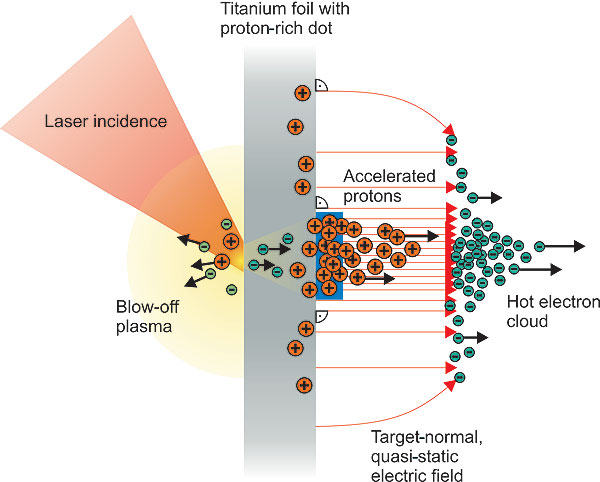 Titanium foil with
proton-rich dot
Laser incidence
Accelerated
protons
Blow-off
plasma
Hot electron
cloud
Target-normal,
quasi-static
electric field